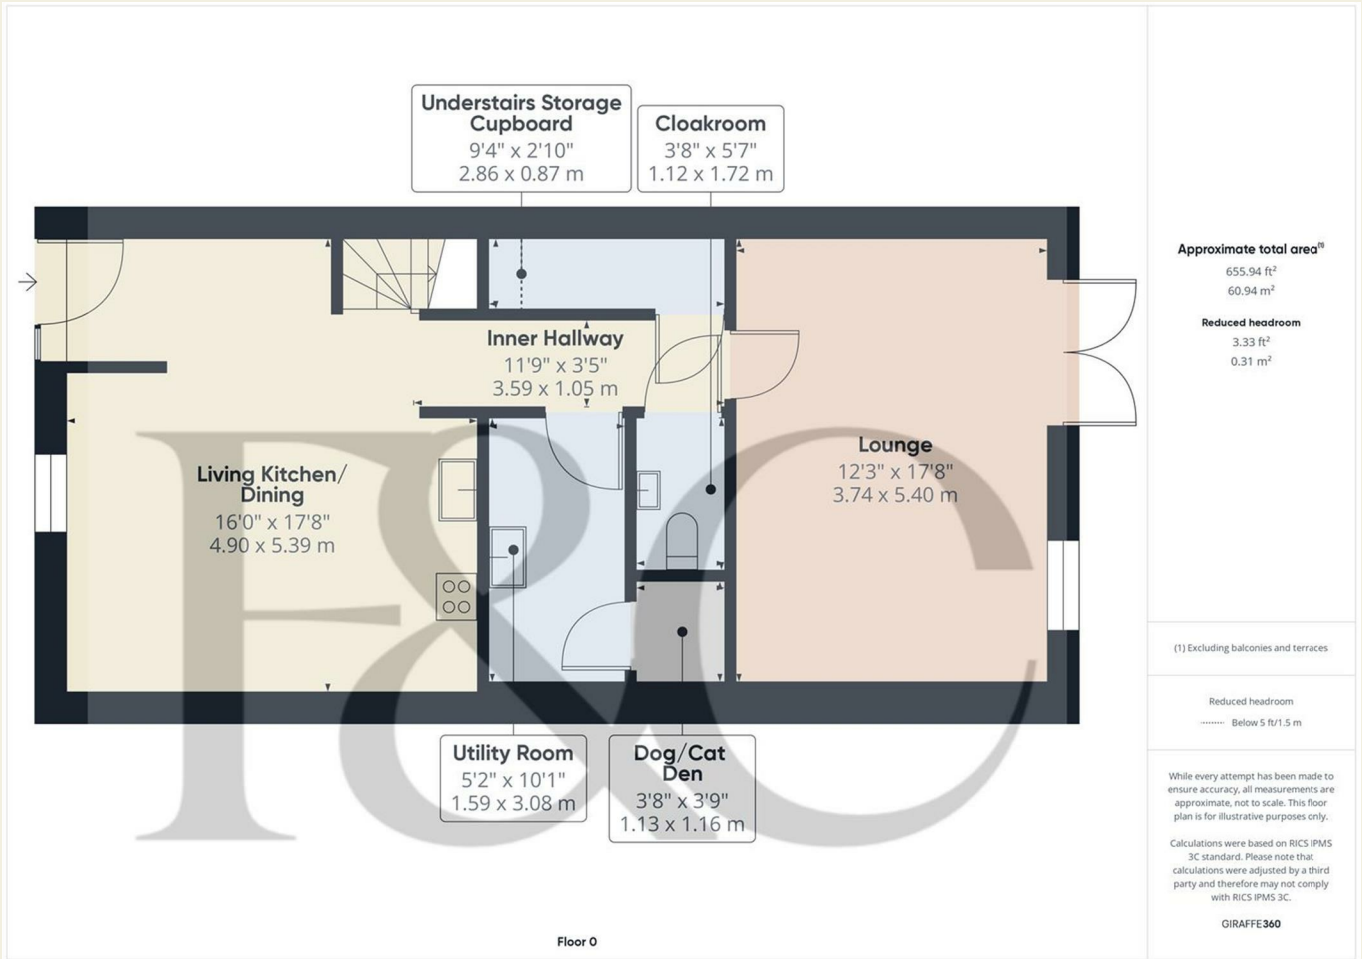 Understairs Storage
Cupboard
9'4" x 2'10"
2.86 x 0.87 m
Cloakroom
3'8" x 5'7"
1.12 x 1.72 m
Inner Hallway
11'9" x 3'5"
3.59 x 1.05 m
Living Kitchen/
Dining
16'0" x 17'8"
4.90 x 5.39 m
Lounge
12'3" x 17'8"
3.74 x 5.40 m
Utility Room
5'2" x 10'1"
1.59 x 3.08 m
Dog/Cat
Den
3'8" x 3'9"
1.13 x 1.16 m
F&C
Floor 0
Approximate total area(1)
655.94 ft²
60.94 m²
Reduced headroom
3.33 ft²
0.31 m²
(1) Excluding balconies and terraces
Reduced headroom
Below 5 ft/1.5 m
While every attempt has been made to
ensure accuracy, all measurements are
approximate, not to scale. This floor
plan is for illustrative purposes only.
Calculations were based on RICS IPMS
3C standard. Please note that
calculations were adjusted by a third
party and therefore may not comply
with RICS IPMS 3C.
GIRAFFE360